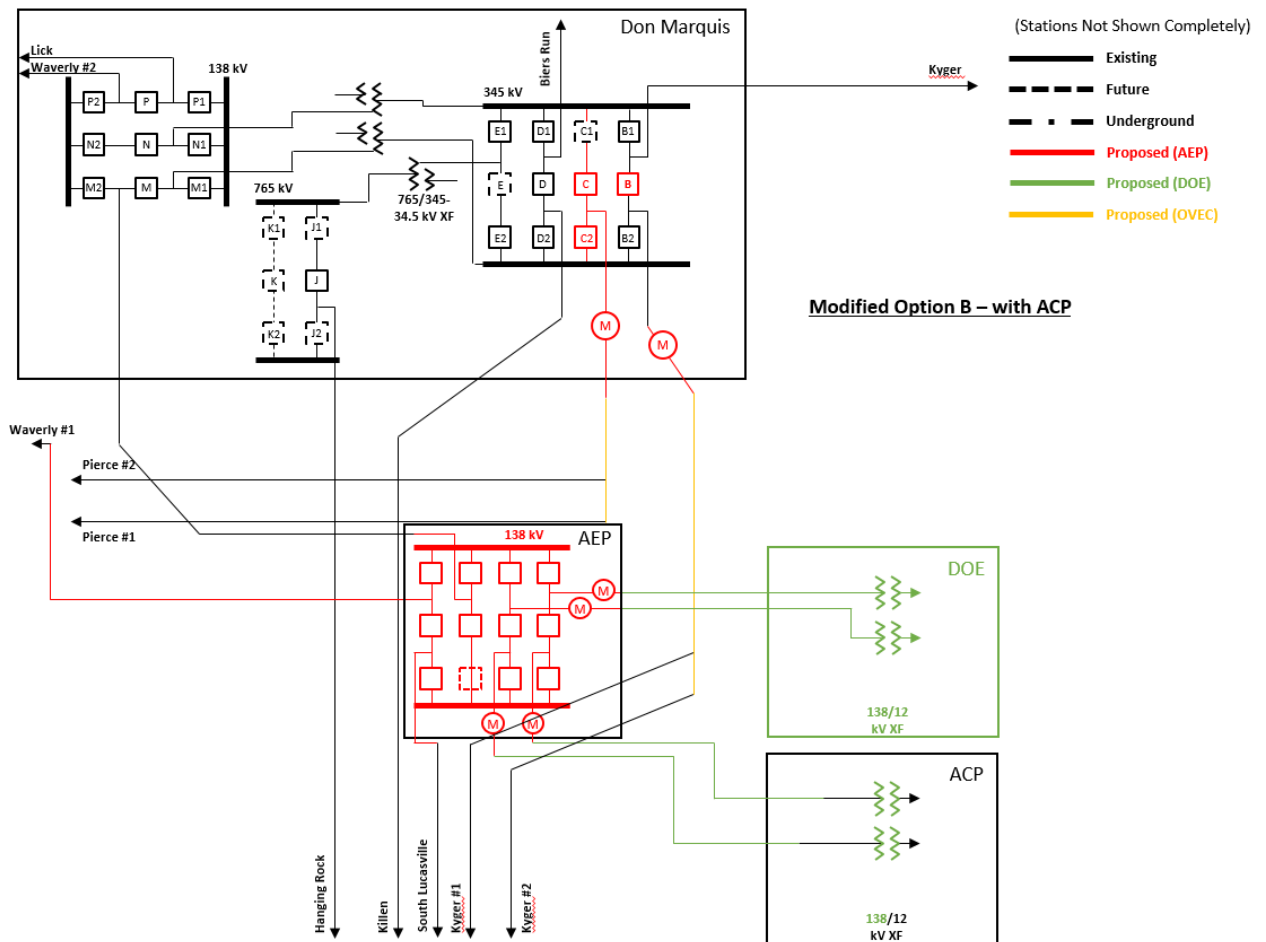 Don Marquis
(Stations Not Shown Completely)
Existing
Future
Underground
Proposed (AEP)
Proposed (DOE)
Proposed (OVEC)
Modified Option B – with ACP
Lick
Waverly #2
138 kV
P2
P
P1
N2
N
N1
M2
M
M1
Biers Run
Kyger
345 kV
E1
D1
C1
B1
E
D
C
B
E2
D2
C2
B2
765/345-
34.5 kV XF
765 kV
K1
J1
K
J
K2
J2
M
M
Waverly #1
Pierce #2
Pierce #1
AEP
138 kV
M
M
M
M
DOE
138/12
kV XF
ACP
138/12
kV XF
Hanging Rock
Killen
South Lucasville
Kyger #1
Kyger #2